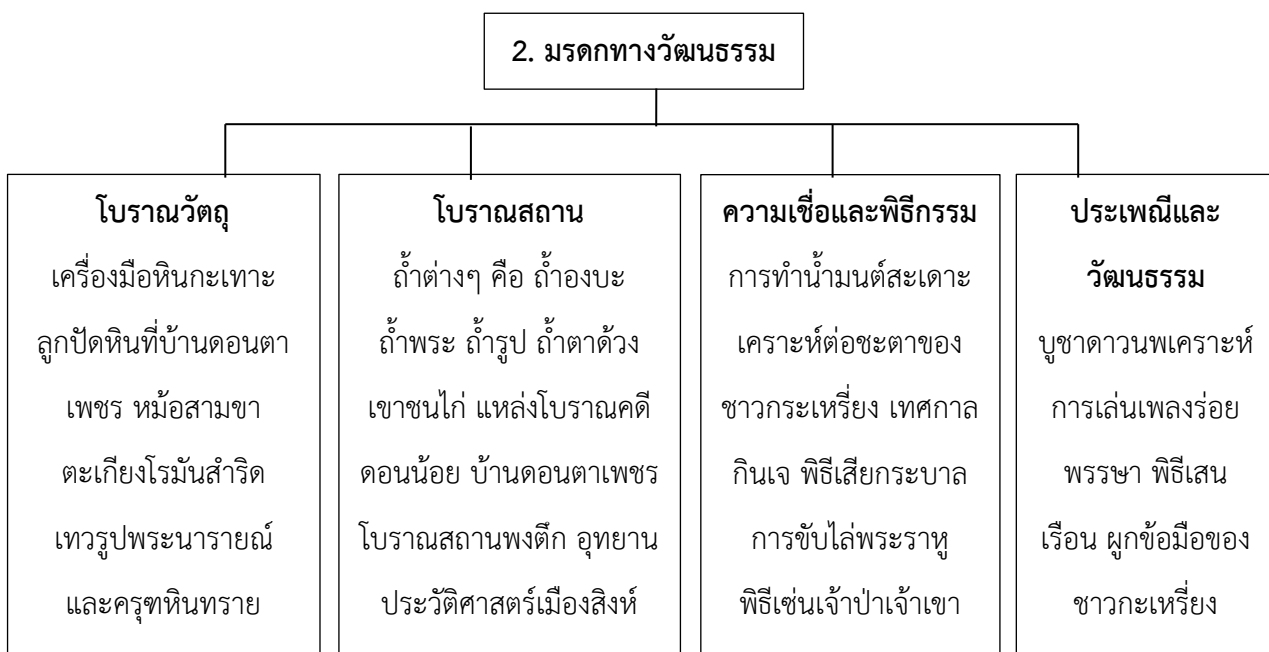 2. มรดกทางวัฒนธรรม
โบราณวัตถุ
เครื่องมือหินกะเทาะ
ลูกปัดหินที่บ้านดอนตา
เพชร หม้อสามขา
ตะเกียงโรมันสำริด
เทวรูปพระนารายณ์
และครุฑหินทราย
โบราณสถาน
ถ้ำต่างๆ คือ ถ้ำองบะ
ถ้ำพระ ถ้ำรูป ถ้ำตาด้วง
เขาชนไก่ แหล่งโบราณคดี
ดอนน้อย บ้านดอนตาเพชร
โบราณสถานพงตึก อุทยาน
ประวัติศาสตร์เมืองสิงห์
ความเชื่อและพิธีกรรม
การทำน้ำมนต์สะเดาะ
เคราะห์ต่อชะตาของ
ชาวกระเหรี่ยง เทศกาล
กินเจ พิธีเสียกระบาล
การขับไล่พระราหู
พิธีเซ่นเจ้าป่าเจ้าเขา
ประเพณีและ
วัฒนธรรม
บูชาดาวนพเคราะห์
การเล่นเพลงร่อย
พรรษา พิธีเสน
เรือน ผูกข้อมือของ
ชาวกะเหรี่ยง